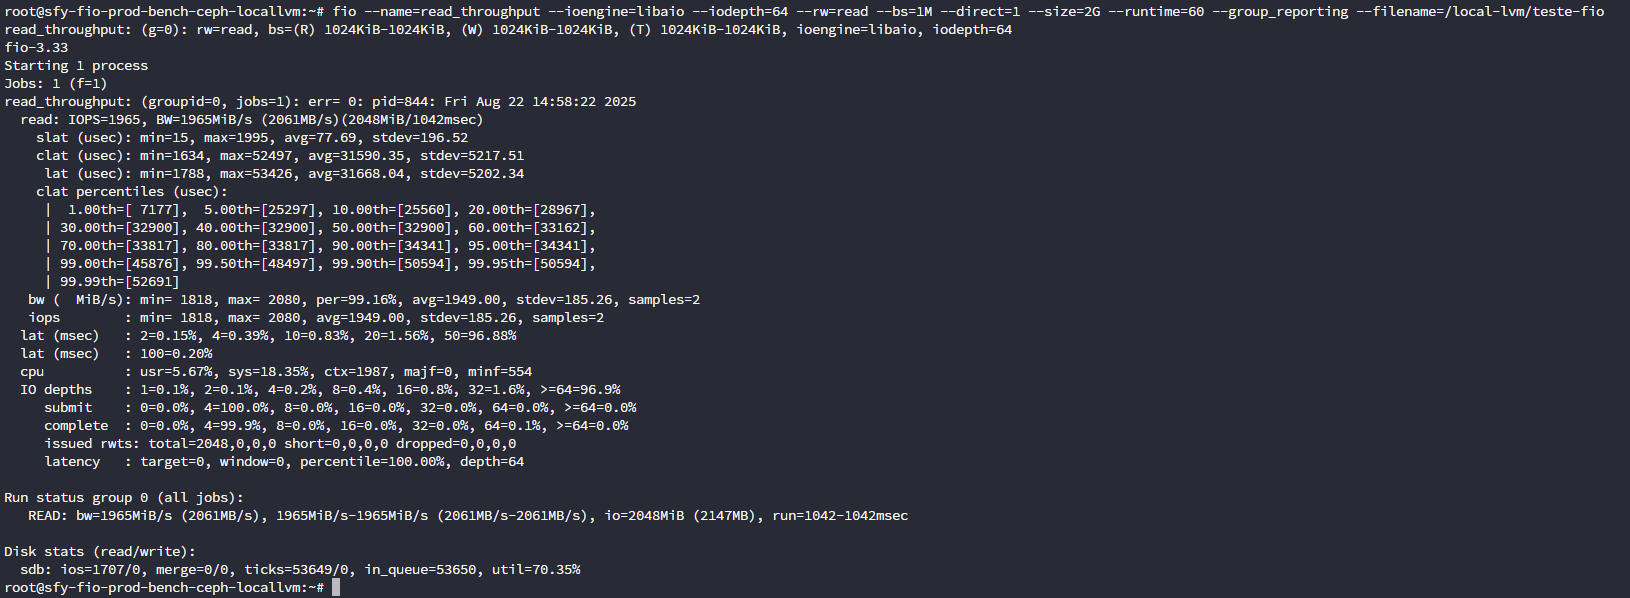 root@sfy-fio-prod-bench-ceph-locallvm:~# fio --name=read_throughput --ioengine=libaio --iodepth=64 --rw=read --bs=1M --direct=1 --size=2G --runtime=60 --group_reporting --filename=/local-lvm/teste-fio
read_throughput: (g=0): rw=read, bs=(R) 1024KiB-1024KiB, (W) 1024KiB-1024KiB, (T) 1024KiB-1024KiB, ioengine=libaio, iodepth=64
fio-3.33
Starting 1 process
Jobs: 1 (f=1)
read_throughput: (groupid=0, jobs=1): err= 0: pid=844: Fri Aug 22 14:58:22 2025
  read: IOPS=1965, BW=1965MiB/s (2061MB/s)(2048MiB/1042msec)
    slat (usec): min=15, max=1995, avg=77.69, stdev=196.52
    clat (usec): min=1634, max=52497, avg=31590.35, stdev=5217.51
     lat (usec): min=1788, max=53426, avg=31668.04, stdev=5202.34
    clat percentiles (usec):
     |  1.00th=[ 7177],  5.00th=[25297], 10.00th=[25560], 20.00th=[28967],
     | 30.00th=[32900], 40.00th=[32900], 50.00th=[32900], 60.00th=[33162],
     | 70.00th=[33817], 80.00th=[33817], 90.00th=[34341], 95.00th=[34341],
     | 99.00th=[45876], 99.50th=[48497], 99.90th=[50594], 99.95th=[50594],
     | 99.99th=[52691]
   bw (  MiB/s): min= 1818, max= 2080, per=99.16%, avg=1949.00, stdev=185.26, samples=2
   iops        : min= 1818, max= 2080, avg=1949.00, stdev=185.26, samples=2
  lat (msec)   : 2=0.15%, 4=0.39%, 10=0.83%, 20=1.56%, 50=96.88%
  lat (msec)   : 100=0.20%
  cpu          : usr=5.67%, sys=18.35%, ctx=1987, majf=0, minf=554
  IO depths    : 1=0.1%, 2=0.1%, 4=0.2%, 8=0.4%, 16=0.8%, 32=1.6%, >=64=96.9%
     submit    : 0=0.0%, 4=100.0%, 8=0.0%, 16=0.0%, 32=0.0%, 64=0.0%, >=64=0.0%
     complete  : 0=0.0%, 4=99.9%, 8=0.0%, 16=0.0%, 32=0.0%, 64=0.1%, >=64=0.0%
     issued rwts: total=2048,0,0,0 short=0,0,0,0 dropped=0,0,0,0
     latency   : target=0, window=0, percentile=100.00%, depth=64

Run status group 0 (all jobs):
   READ: bw=1965MiB/s (2061MB/s), 1965MiB/s-1965MiB/s (2061MB/s-2061MB/s), io=2048MiB (2147MB), run=1042-1042msec

Disk stats (read/write):
  sdb: ios=1707/0, merge=0/0, ticks=53649/0, in_queue=53650, util=70.35%
root@sfy-fio-prod-bench-ceph-locallvm:~#